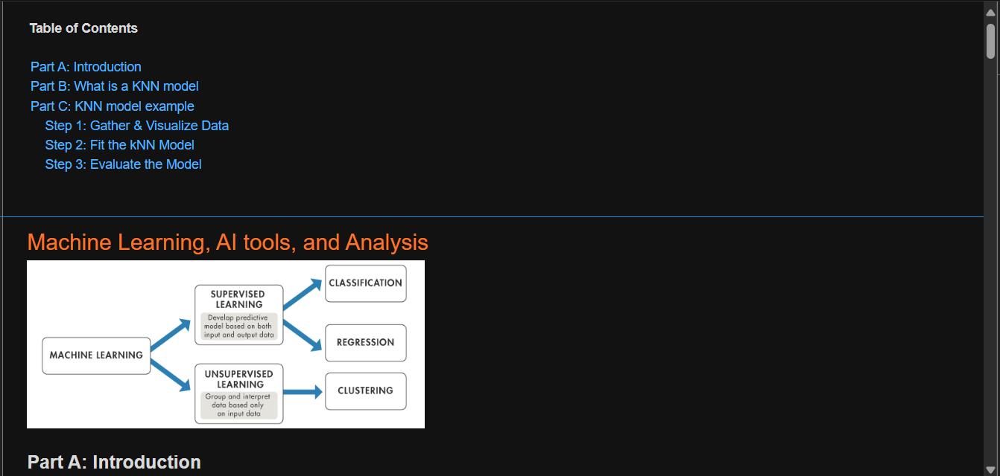 Table of Contents
Part A: Introduction
Part B: What is a KNN model
Part C: KNN model example
Step 1: Gather & Visualize Data
Step 2: Fit the kNN Model
Step 3: Evaluate the Model
Machine Learning, AI tools, and Analysis
MACHINE LEARNING
SUPERVISED
LEARNING
Develop predictive
model based on both
input and output data
CLASSIFICATION
REGRESSION
UNSUPERVISED
LEARNING
Group and interpret
data based only
on input data
CLUSTERING
Part A: Introduction